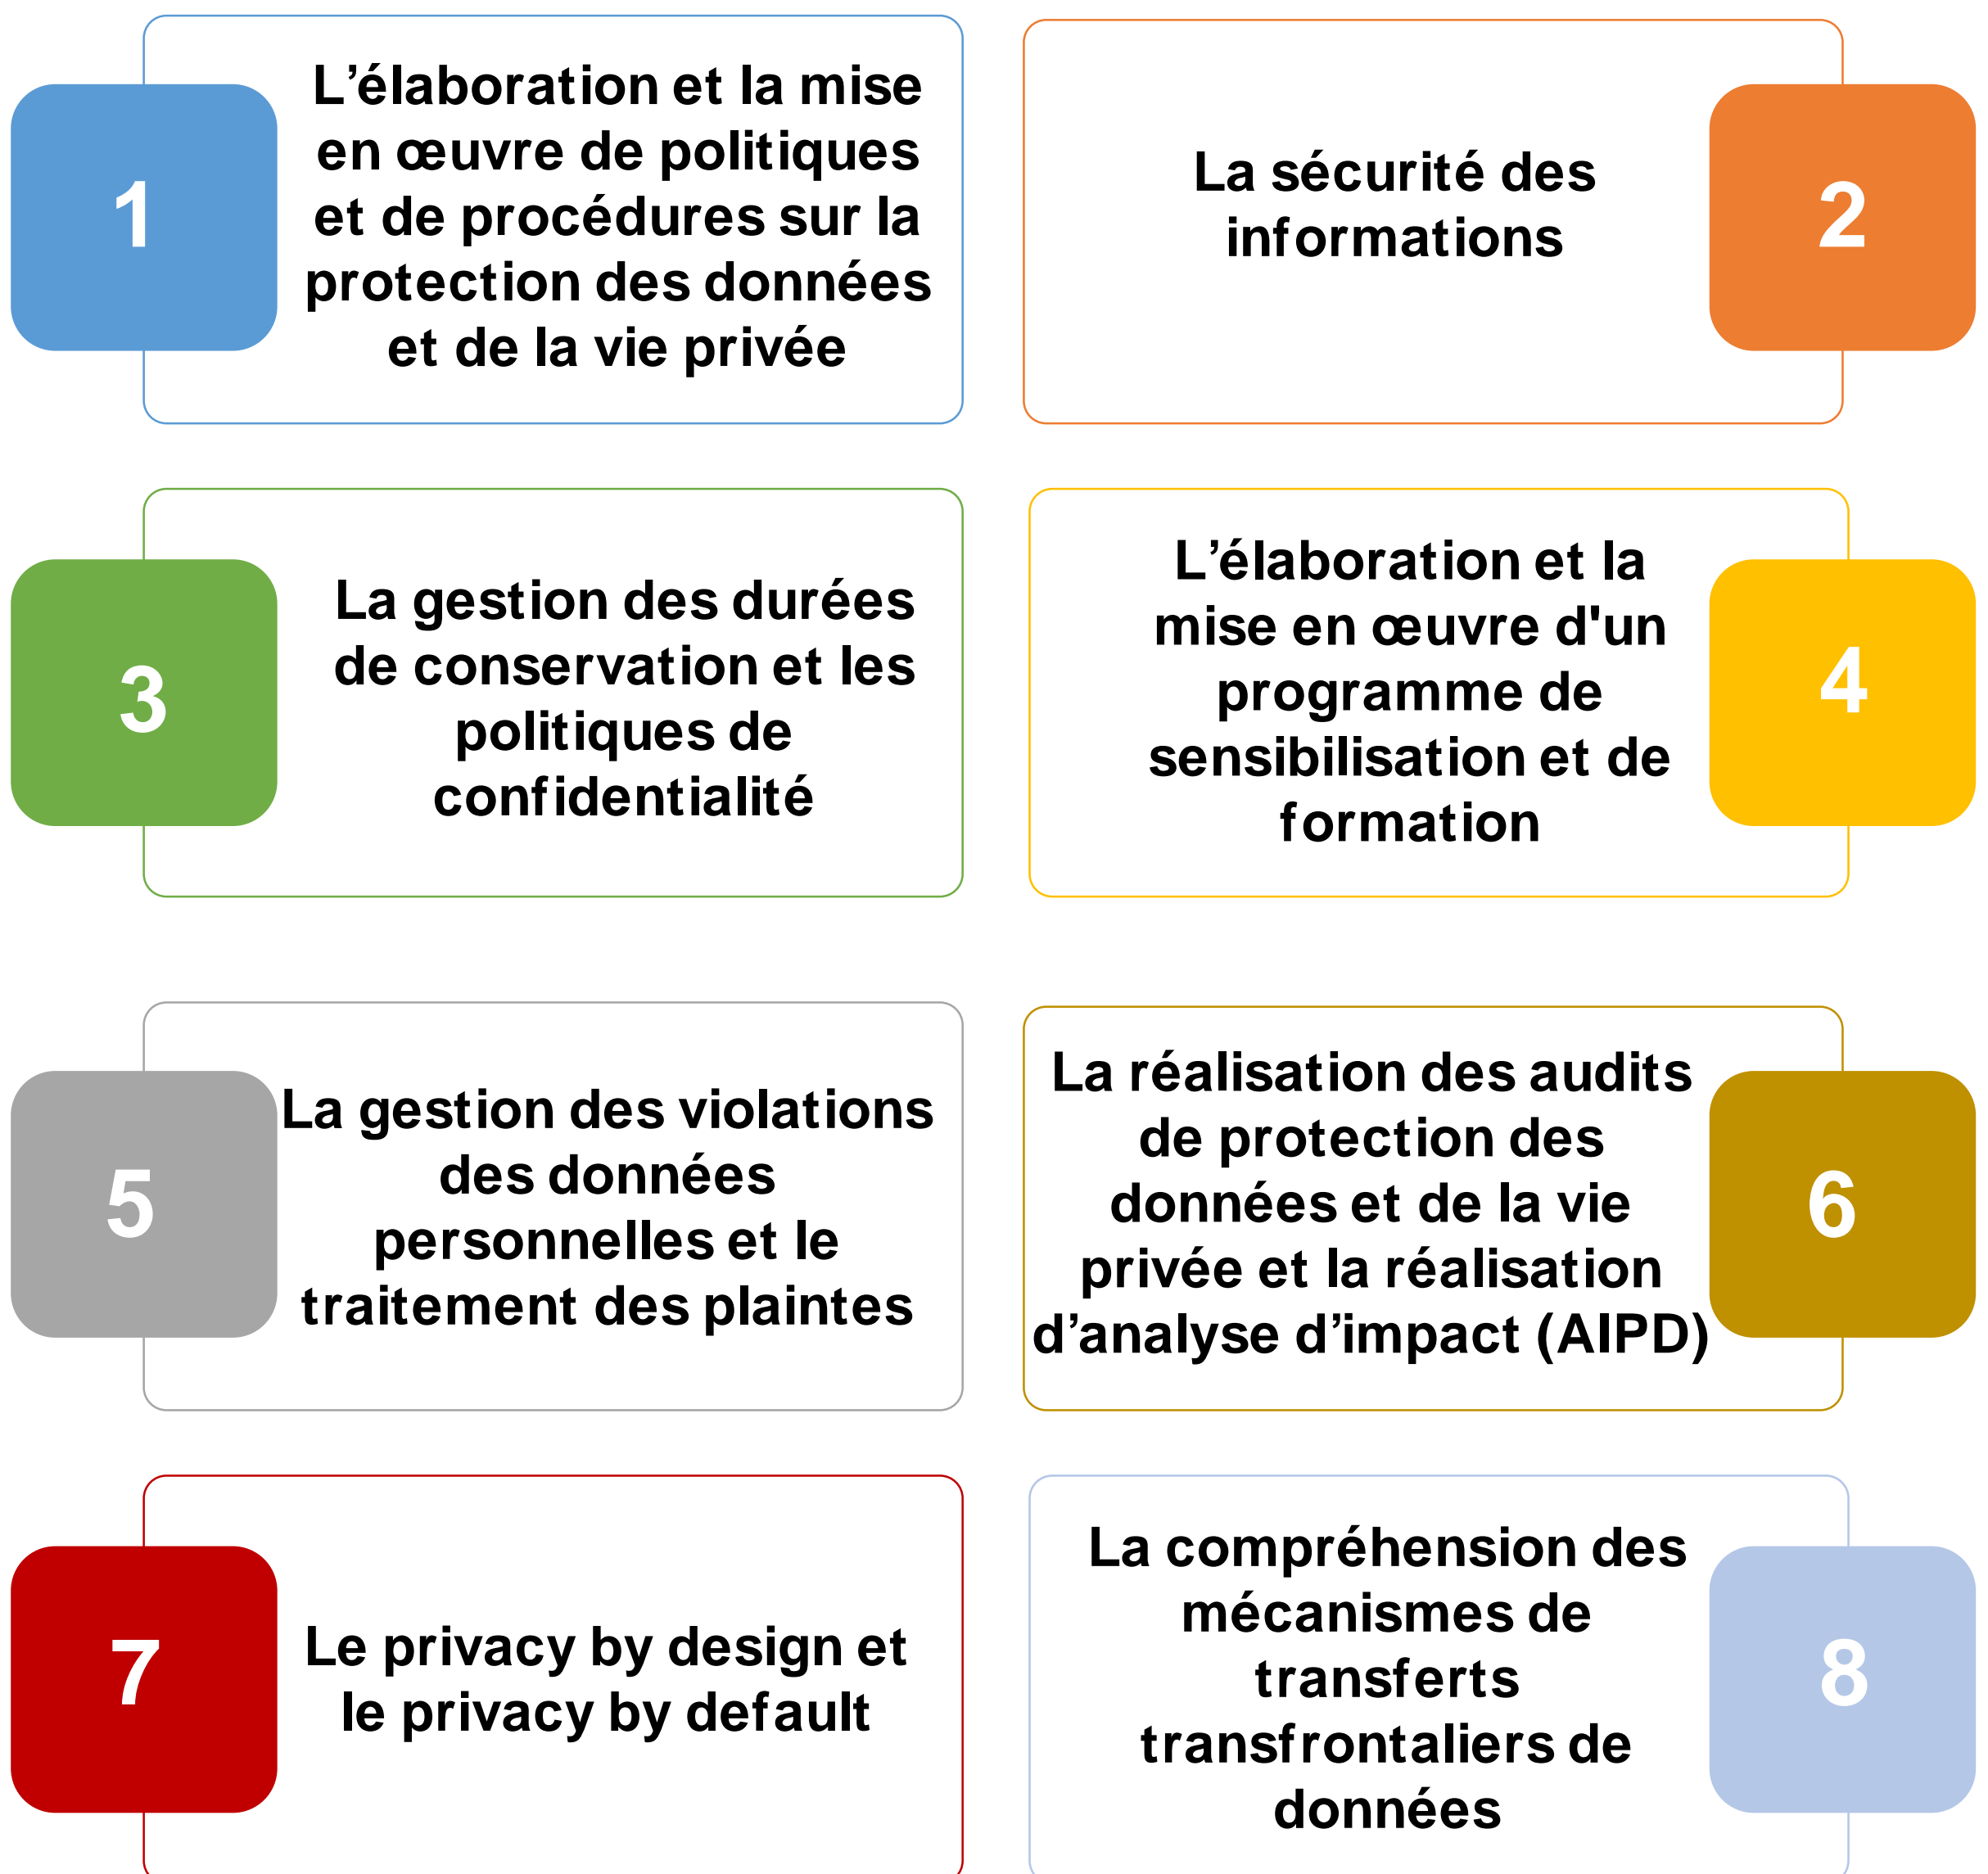 1
L’élaboration et la mise
en œuvre de politiques
et de procédures sur la
protection des données
et de la vie privée
La sécurité des
informations
2
3
La gestion des durées
de conservation et les
politiques de
confidentialité
L’élaboration et la
mise en œuvre d'un
programme de
sensibilisation et de
formation
4
5
La gestion des violations
des données
personnelles et le
traitement des plaintes
La réalisation des audits
de protection des
données et de la vie
privée et la réalisation
d’analyse d’impact (AIPD)
6
7
Le privacy by design et
le privacy by default
La compréhension des
mécanismes de
transferts
transfrontaliers de
données
8